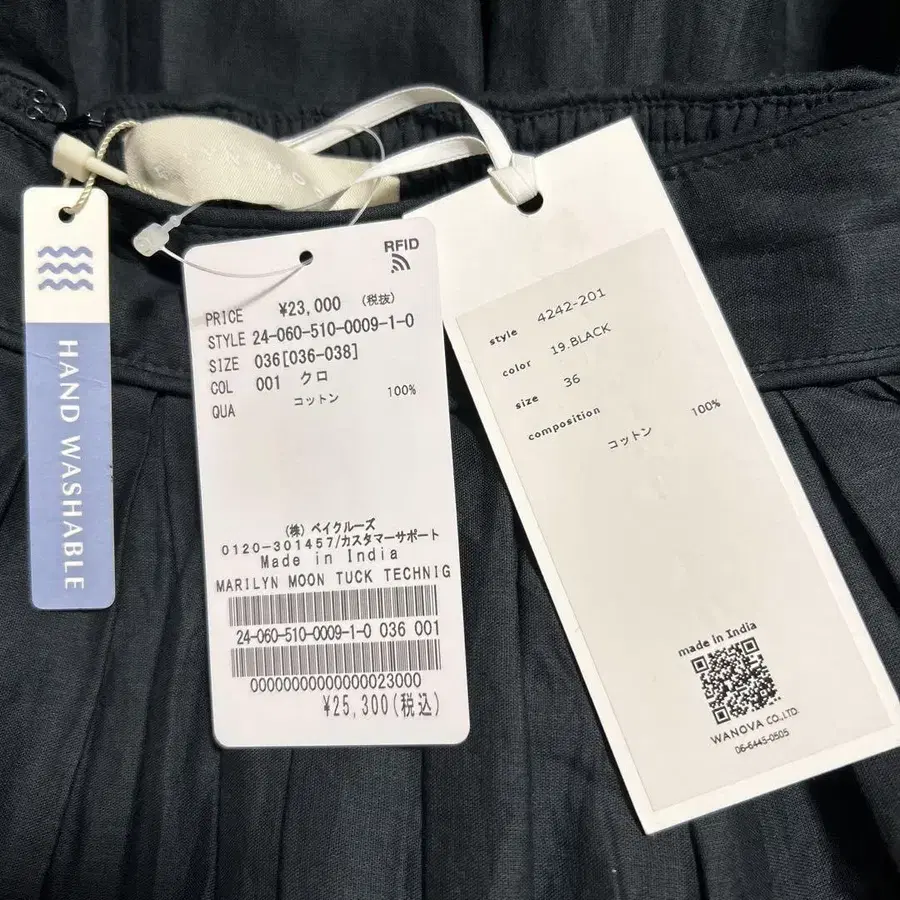 HAND WASHABLE
RFID
PRICE ¥23,000 (税抜)
STYLE 24-060-510-0009-1-0
SIZE 036[036-038]
COL 001 クロ
QUA コットン 100%
(株) ベイクルーズ
0120-301457/カスタマーサポート
Made in India
MARILYN MOON TUCK TECHNIG
24-060-510-0009-1-0 036 001
0000000000000000023000
¥25,300(税込)
style 4242-201
color 19.BLACK
size 36
composition
コットン 100%
made in India
WANOVA CO.,LTD.
06-6445-0505